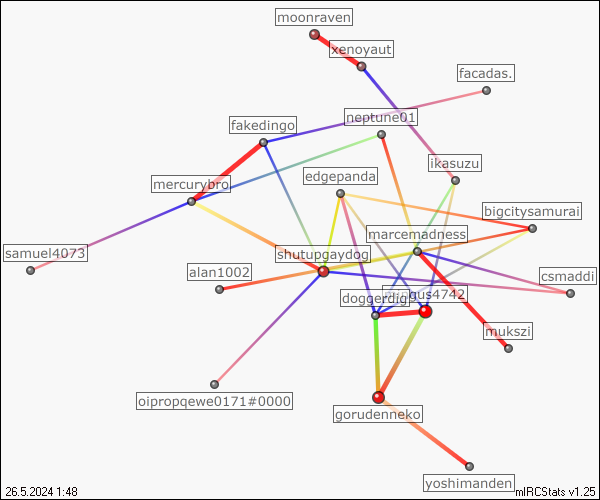 moonraven
xenoyaut
facadas.
neptune01
fakedingo
ikasuzu
edgepanda
mercurybro
bigcitysamurai
marcemadness
samuel4073
shutupgaydog
alan1002
csmaddi
doggerdig
4742
mukszi
oipropqewe0171#0000
gorudenneko
yoshimanden
26.5.2024 1:48
mIRCStats v1.25